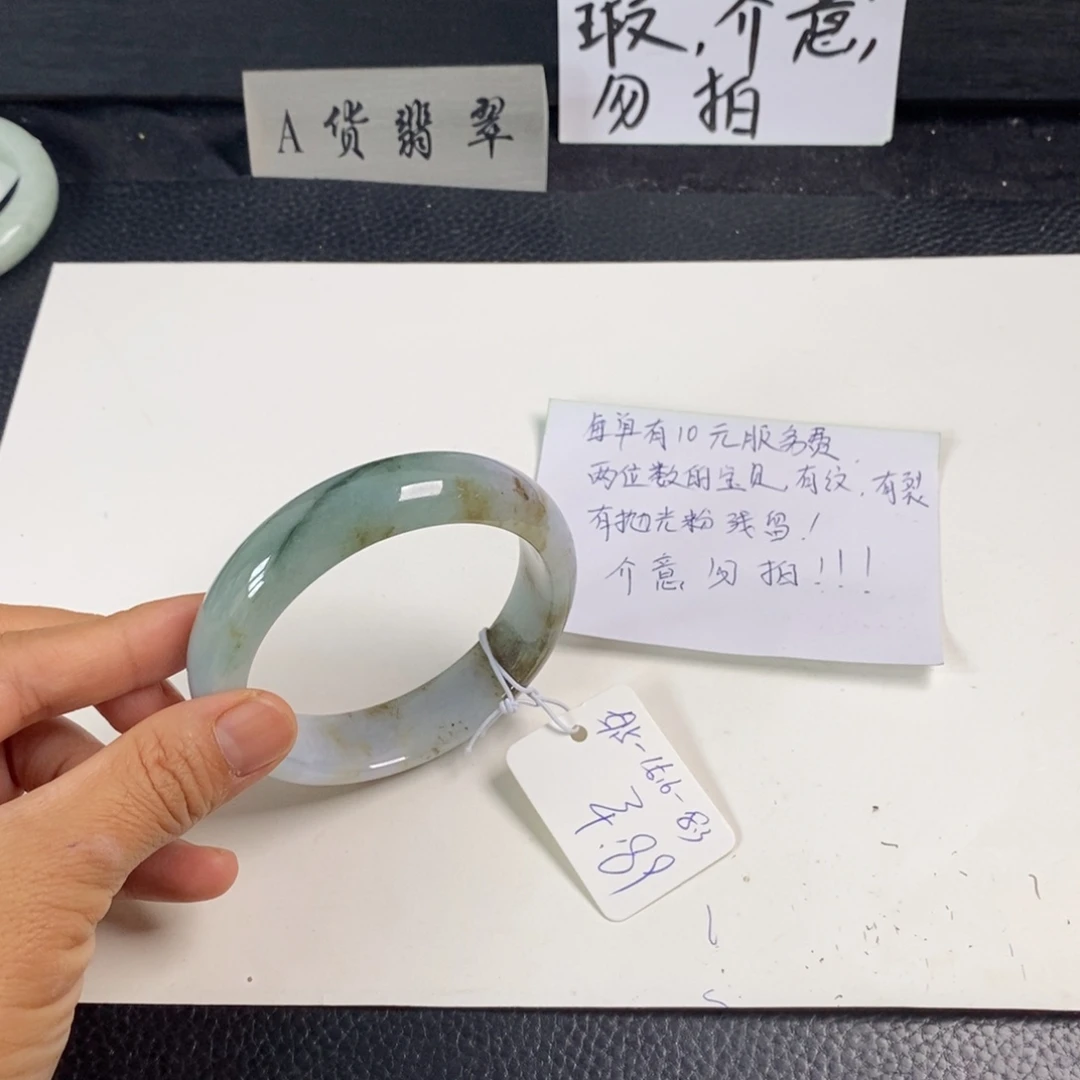 瑕,介意,
勿拍
A货翡翠
每单有10元服务费
两位数的宝贝,有纹,有裂
有抛光粉残留!
介意勿拍!!!
3.89